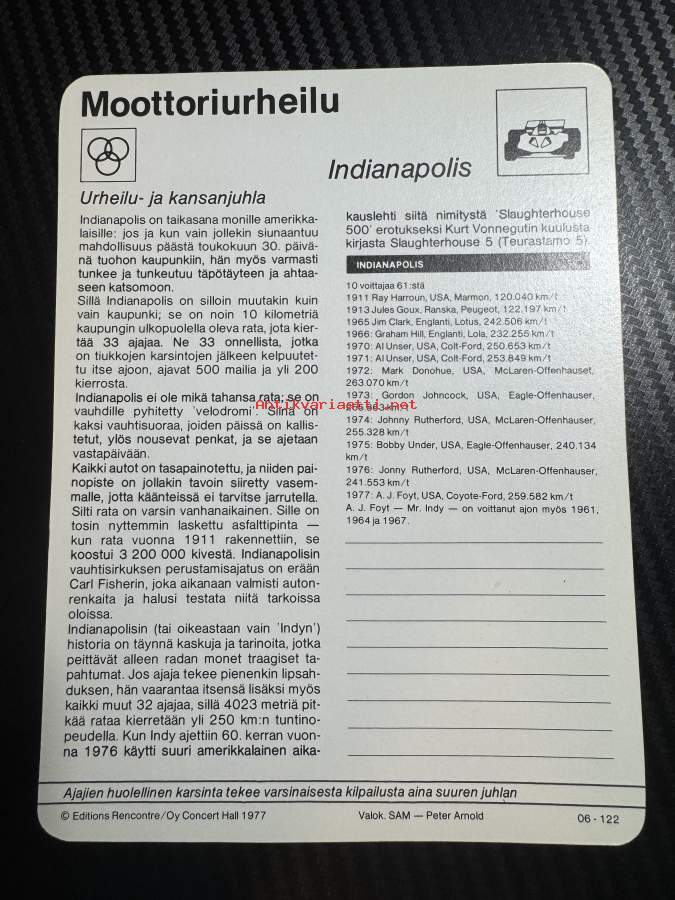 Moottoriurheilu
Indianapolis
Urheilu- ja kansanjuhla
Indianapolis on taikasana monille amerikka-
laisille: jos ja kun vain jollekin siunaantuu
mahdollisuus päästä toukokuun 30. päivä-
nä tuohon kaupunkiin, hän myös varmasti
tunkee ja tunkeutuu täpötäyteen ja ahtaa-
seen katsomoon.
Sillä Indianapolis on silloin muutakin kuin
vain kaupunki; se on noin 10 kilometriä
kaupungin ulkopuolella oleva rata, jota kier-
tää 33 ajajaa. Ne 33 onnellista, jotka
on tiukkojen karsintojen jälkeen kelpuutet-
tu itse ajoon, ajavat 500 mailia ja yli 200
kierrosta.
Indianapolis ei ole mikä tahansa rata; se on
vauhdille pyhitetty 'velodromi'. Siinä on
kaksi vauhtisuoraa, joiden päissä on kallis-
tetut, ylös nousevat penkat, ja se ajetaan
vastapäivään.
Kaikki autot on tasapainotettu, ja niiden pai-
nopiste on jollakin tavoin siirretty vasem-
malle, jotta käänteissä ei tarvitse jarrutella.
Silti rata on varsin vanhanaikainen. Sille on
tosin nyttemmin laskettu asfalttipinta —
kun rata vuonna 1911 rakennettiin, se
koostui 3 200 000 kivestä. Indianapolisin
vauhtisirkuksen perustamisajatus on erään
Carl Fisherin, joka aikanaan valmisti auton-
renkaita ja halusi testata niitä tarkoissa
oloissa.
Indianapolisin (tai oikeastaan vain 'Indyn')
historia on täynnä kaskuja ja tarinoita, jotka
peittävät alleen radan monet traagiset ta-
pahtumat. Jos ajaja tekee pienenkin lipsah-
duksen, hän vaarantaa itsensä lisäksi myös
kaikki muut 32 ajajaa, sillä 4023 metriä pit-
kää rataa kierretään yli 250 km:n tuntino-
peudella. Kun Indy ajettiin 60. kerran vuon-
na 1976 käytti suuri amerikkalainen aika-
kauslehti siitä nimitystä 'Slaughterhouse
500' erotukseksi Kurt Vonnegutin kuulusta
kirjasta Slaughterhouse 5 (Teurastamo 5).
INDIANAPOLIS
10 voittajaa 61:stä
1911 Ray Harroun, USA, Marmon, 120.040 km/t
1913 Jules Goux, Ranska, Peugeot, 122.197 km/t
1965 Jim Clark, Englanti, Lotus, 242.506 km/t
1966: Graham Hill, Englanti, Lola, 232.256 km/t
1970: Al Unser, USA, Colt-Ford, 250.653 km/t
1971: Al Unser, USA, Colt-Ford, 253.849 km/t
1972: Mark Donohue, USA, McLaren-Offenhauset,
263.070 km/t
1973: Gordon Johncock, USA, Eagle-Offenhauser,
km/t
1974: Johnny Rutherford, USA, McLaren-Offenhauser,
255.328 km/t
1975: Bobby Under, USA, Eagle-Offenhauser, 240.134
km/t
1976: Jonny Rutherford, USA, McLaren-Offenhauser,
241.553 km/t
1977: A. J. Foyt, USA, Coyote-Ford, 259.582 km/t
A. J. Foyt — Mr. Indy — on voittanut ajon myös 1961,
1964 ja 1967.
Antikvariaatti.net
Ajajien huolellinen karsinta tekee varsinaisesta kilpailusta aina suuren juhlan
© Editions Rencontre/Oy Concert Hall 1977
Valok. SAM — Peter Arnold
06 - 122